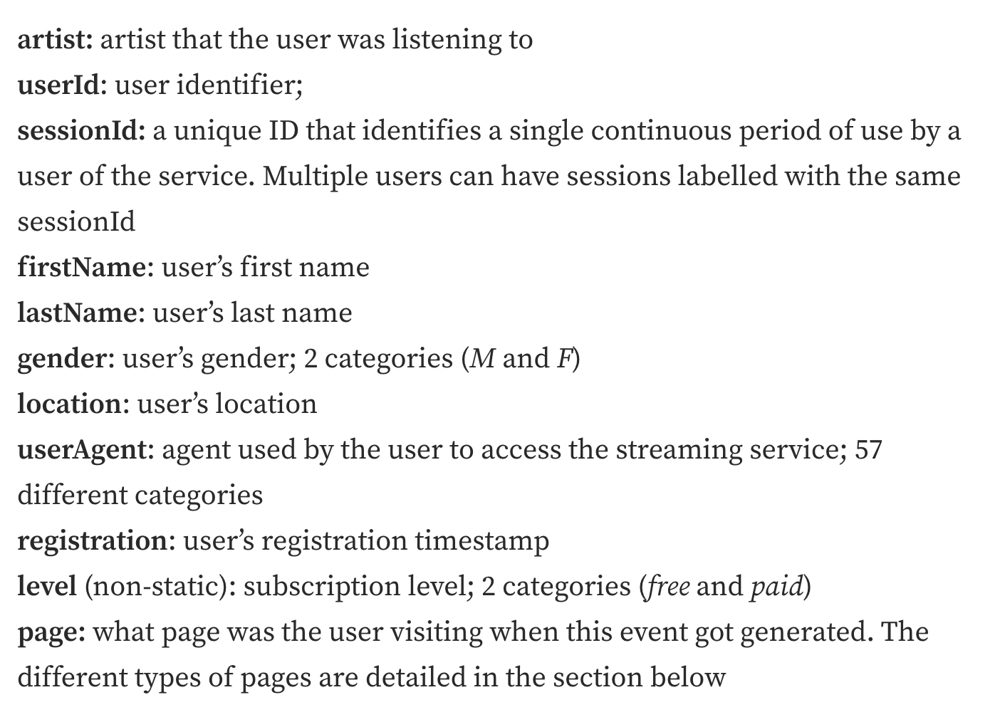 artist: artist that the user was listening to
userId: user identifier;
sessionId: a unique ID that identifies a single continuous period of use by a
user of the service. Multiple users can have sessions labelled with the same
sessionId
firstName: user’s first name
lastName: user’s last name
gender: user’s gender; 2 categories (M and F)
location: user’s location
userAgent: agent used by the user to access the streaming service; 57
different categories
registration: user’s registration timestamp
level (non-static): subscription level; 2 categories (free and paid)
page: what page was the user visiting when this event got generated. The
different types of pages are detailed in the section below